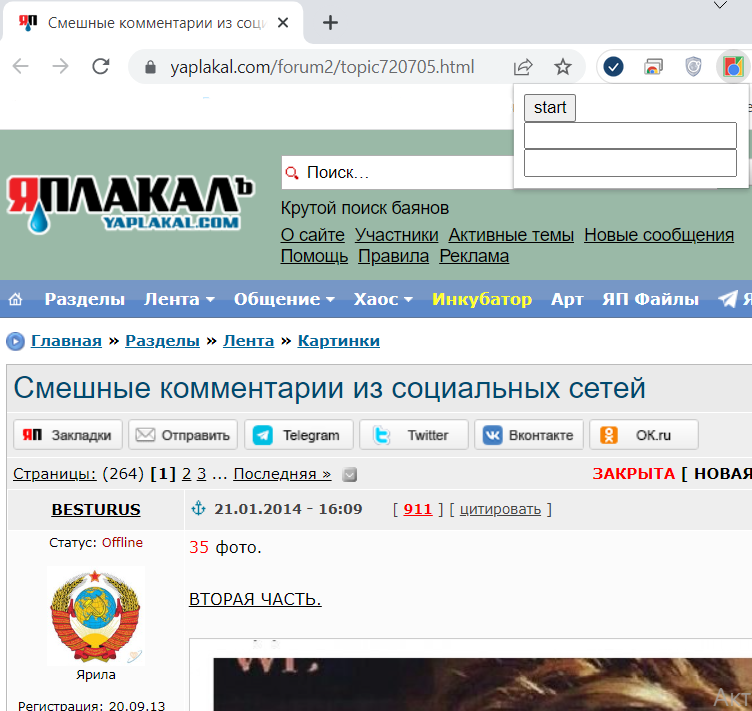 Смешные комментарии из соци
yaplakal.com/forum2/topic720705.html
start
ЯПЛАКАЛЪ
YAPLAKAL.COM
Поиск...
Крутой поиск баянов
О сайте Участники Активные темы Новые сообщения
Помощь Правила Реклама
Разделы Лента Общение Хаос Инкубатор Арт ЯП Файлы Я
Главная » Разделы » Лента » Картинки
Смешные комментарии из социальных сетей
ЯП Закладки Отправить Telegram Twitter Вконтакте OK.ru
Страницы: (264) [1] 2 3 ... Последняя » ЗАКРЫТА [ НОВАЯ
BESTURUS 21.01.2014 - 16:09 [ 911 ] [ цитировать ]
Статус: Offline
35 фото.
ВТОРАЯ ЧАСТЬ.
Ярила
Регистрация: 20.09.13
Акт